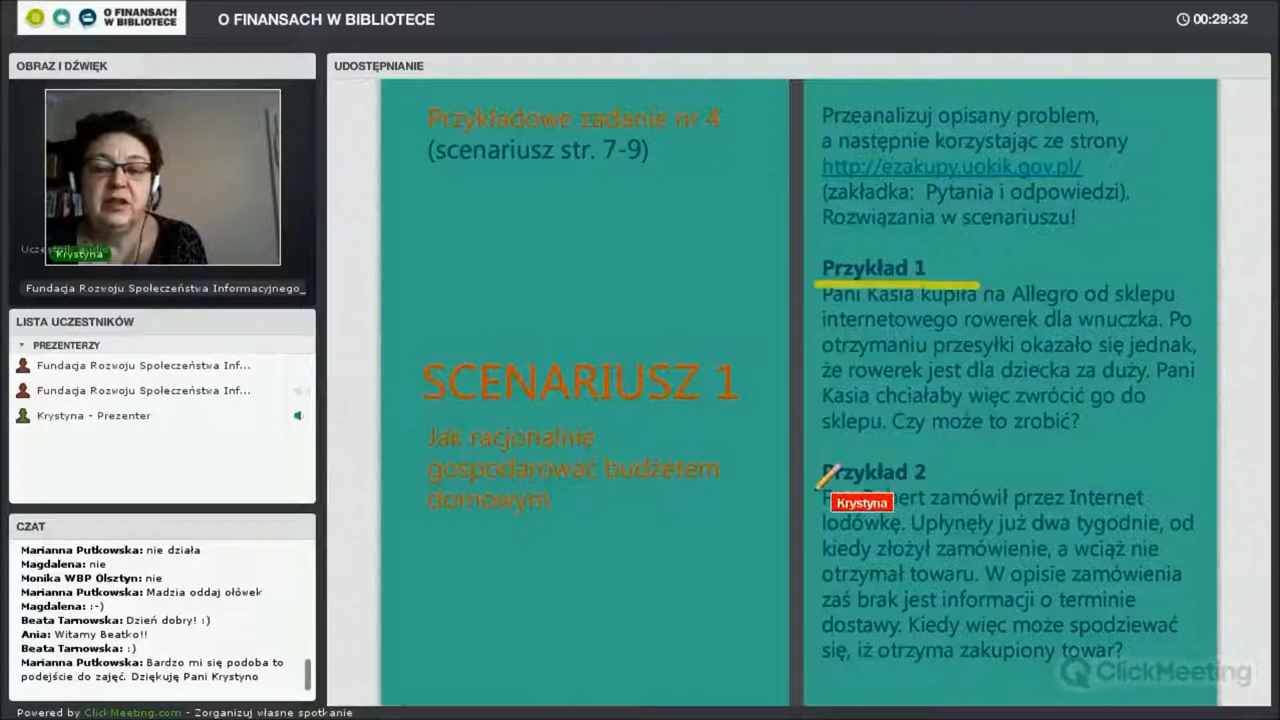 O FINANSACH
W BIBLIOTECE
O FINANSACH W BIBLIOTECE
00:29:32
OBRAZ I DŹWIĘK
Krystyna
Fundacja Rozwoju Społeczeństwa Informacyjnego_
LISTA UCZESTNIKÓW
PREZENTERZY
Fundacja Rozwoju Społeczeństwa Inf...
Fundacja Rozwoju Społeczeństwa Inf...
Krystyna - Prezenter
CZAT
Marianna Putkowska: nie działa
Magdalena: nie
Monika WBP Olsztyn: nie
Marianna Putkowska: Madzia oddaj ołówek
Magdalena: :-)
Beata Tarnowska: Dzień dobry! :)
Ania: Witamy Beatko!!
Beata Tarnowska: :)
Marianna Putkowska: Bardzo mi się podoba to
podejście do zajęć. Dziękuję Pani Krystyno
Powered by ClickMeeting.com - Zorganizuj własne spotkanie
UDOSTĘPNIANIE
Przykładowe zadanie nr 4
(scenariusz str. 7-9)
SCENARIUSZ 1
Jak racjonalnie
gospodarować budżetem
domowym
Przeanalizuj opisany problem,
a następnie korzystając ze strony
http://ezakupy.uokik.gov.pl/
(zakładka: Pytania i odpowiedzi).
Rozwiązania w scenariuszu!
Przykład 1
Pani Kasia kupiła na Allegro od sklepu
internetowego rowerek dla wnuczka. Po
otrzymaniu przesyłki okazało się jednak,
że rowerek jest dla dziecka za duży. Pani
Kasia chciałaby więc zwrócić go do
sklepu. Czy może to zrobić?
Przykład 2
zamówił przez Internet
Krystyna
lodówkę. Upłynęły już dwa tygodnie, od
kiedy złożył zamówienie, a wciąż nie
otrzymał towaru. W opisie zamówienia
zaś brak jest informacji o terminie
dostawy. Kiedy więc może spodziewać
się, iż otrzyma zakupiony towar?
ClickMeeting